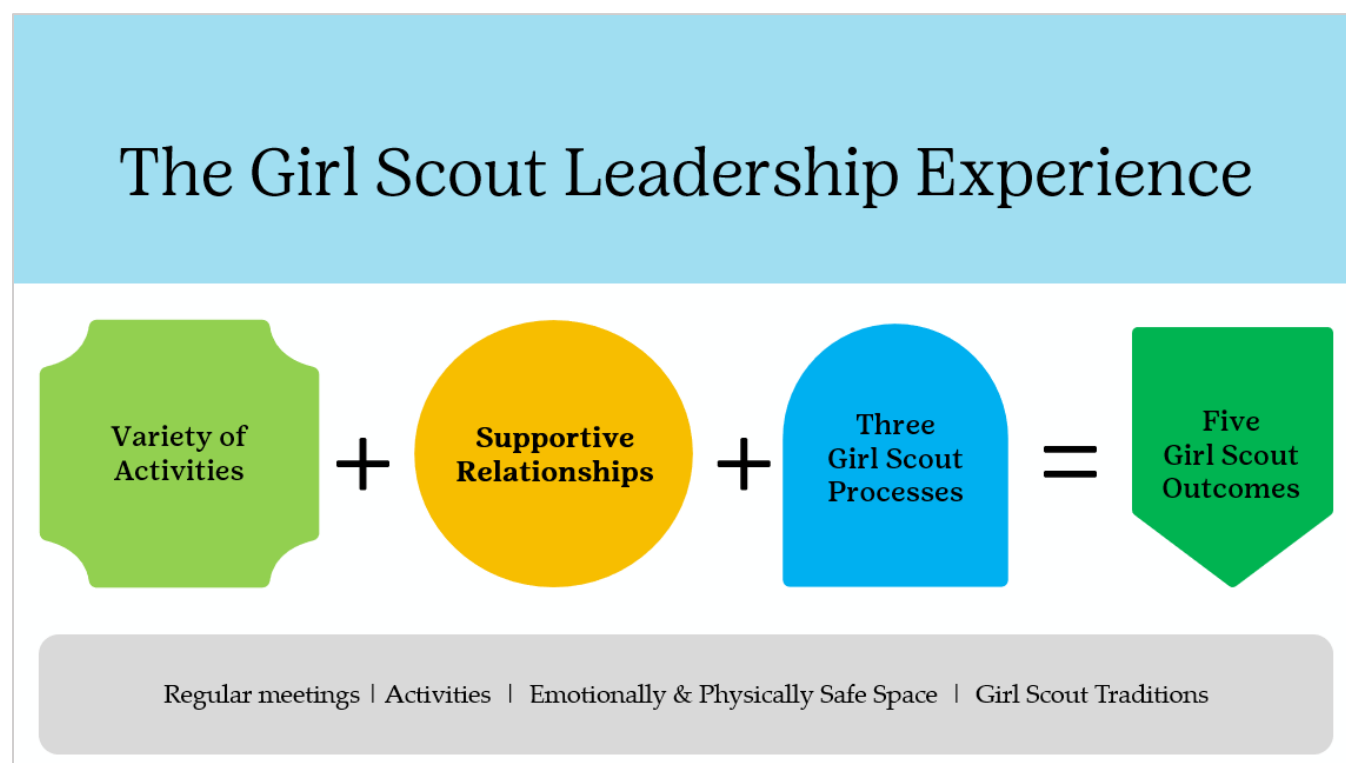 The Girl Scout Leadership Experience
Variety of
Activities
+
Supportive
Relationships
+
Three
Girl Scout
Processes
=
Five
Girl Scout
Outcomes
Regular meetings | Activities | Emotionally & Physically Safe Space | Girl Scout Traditions